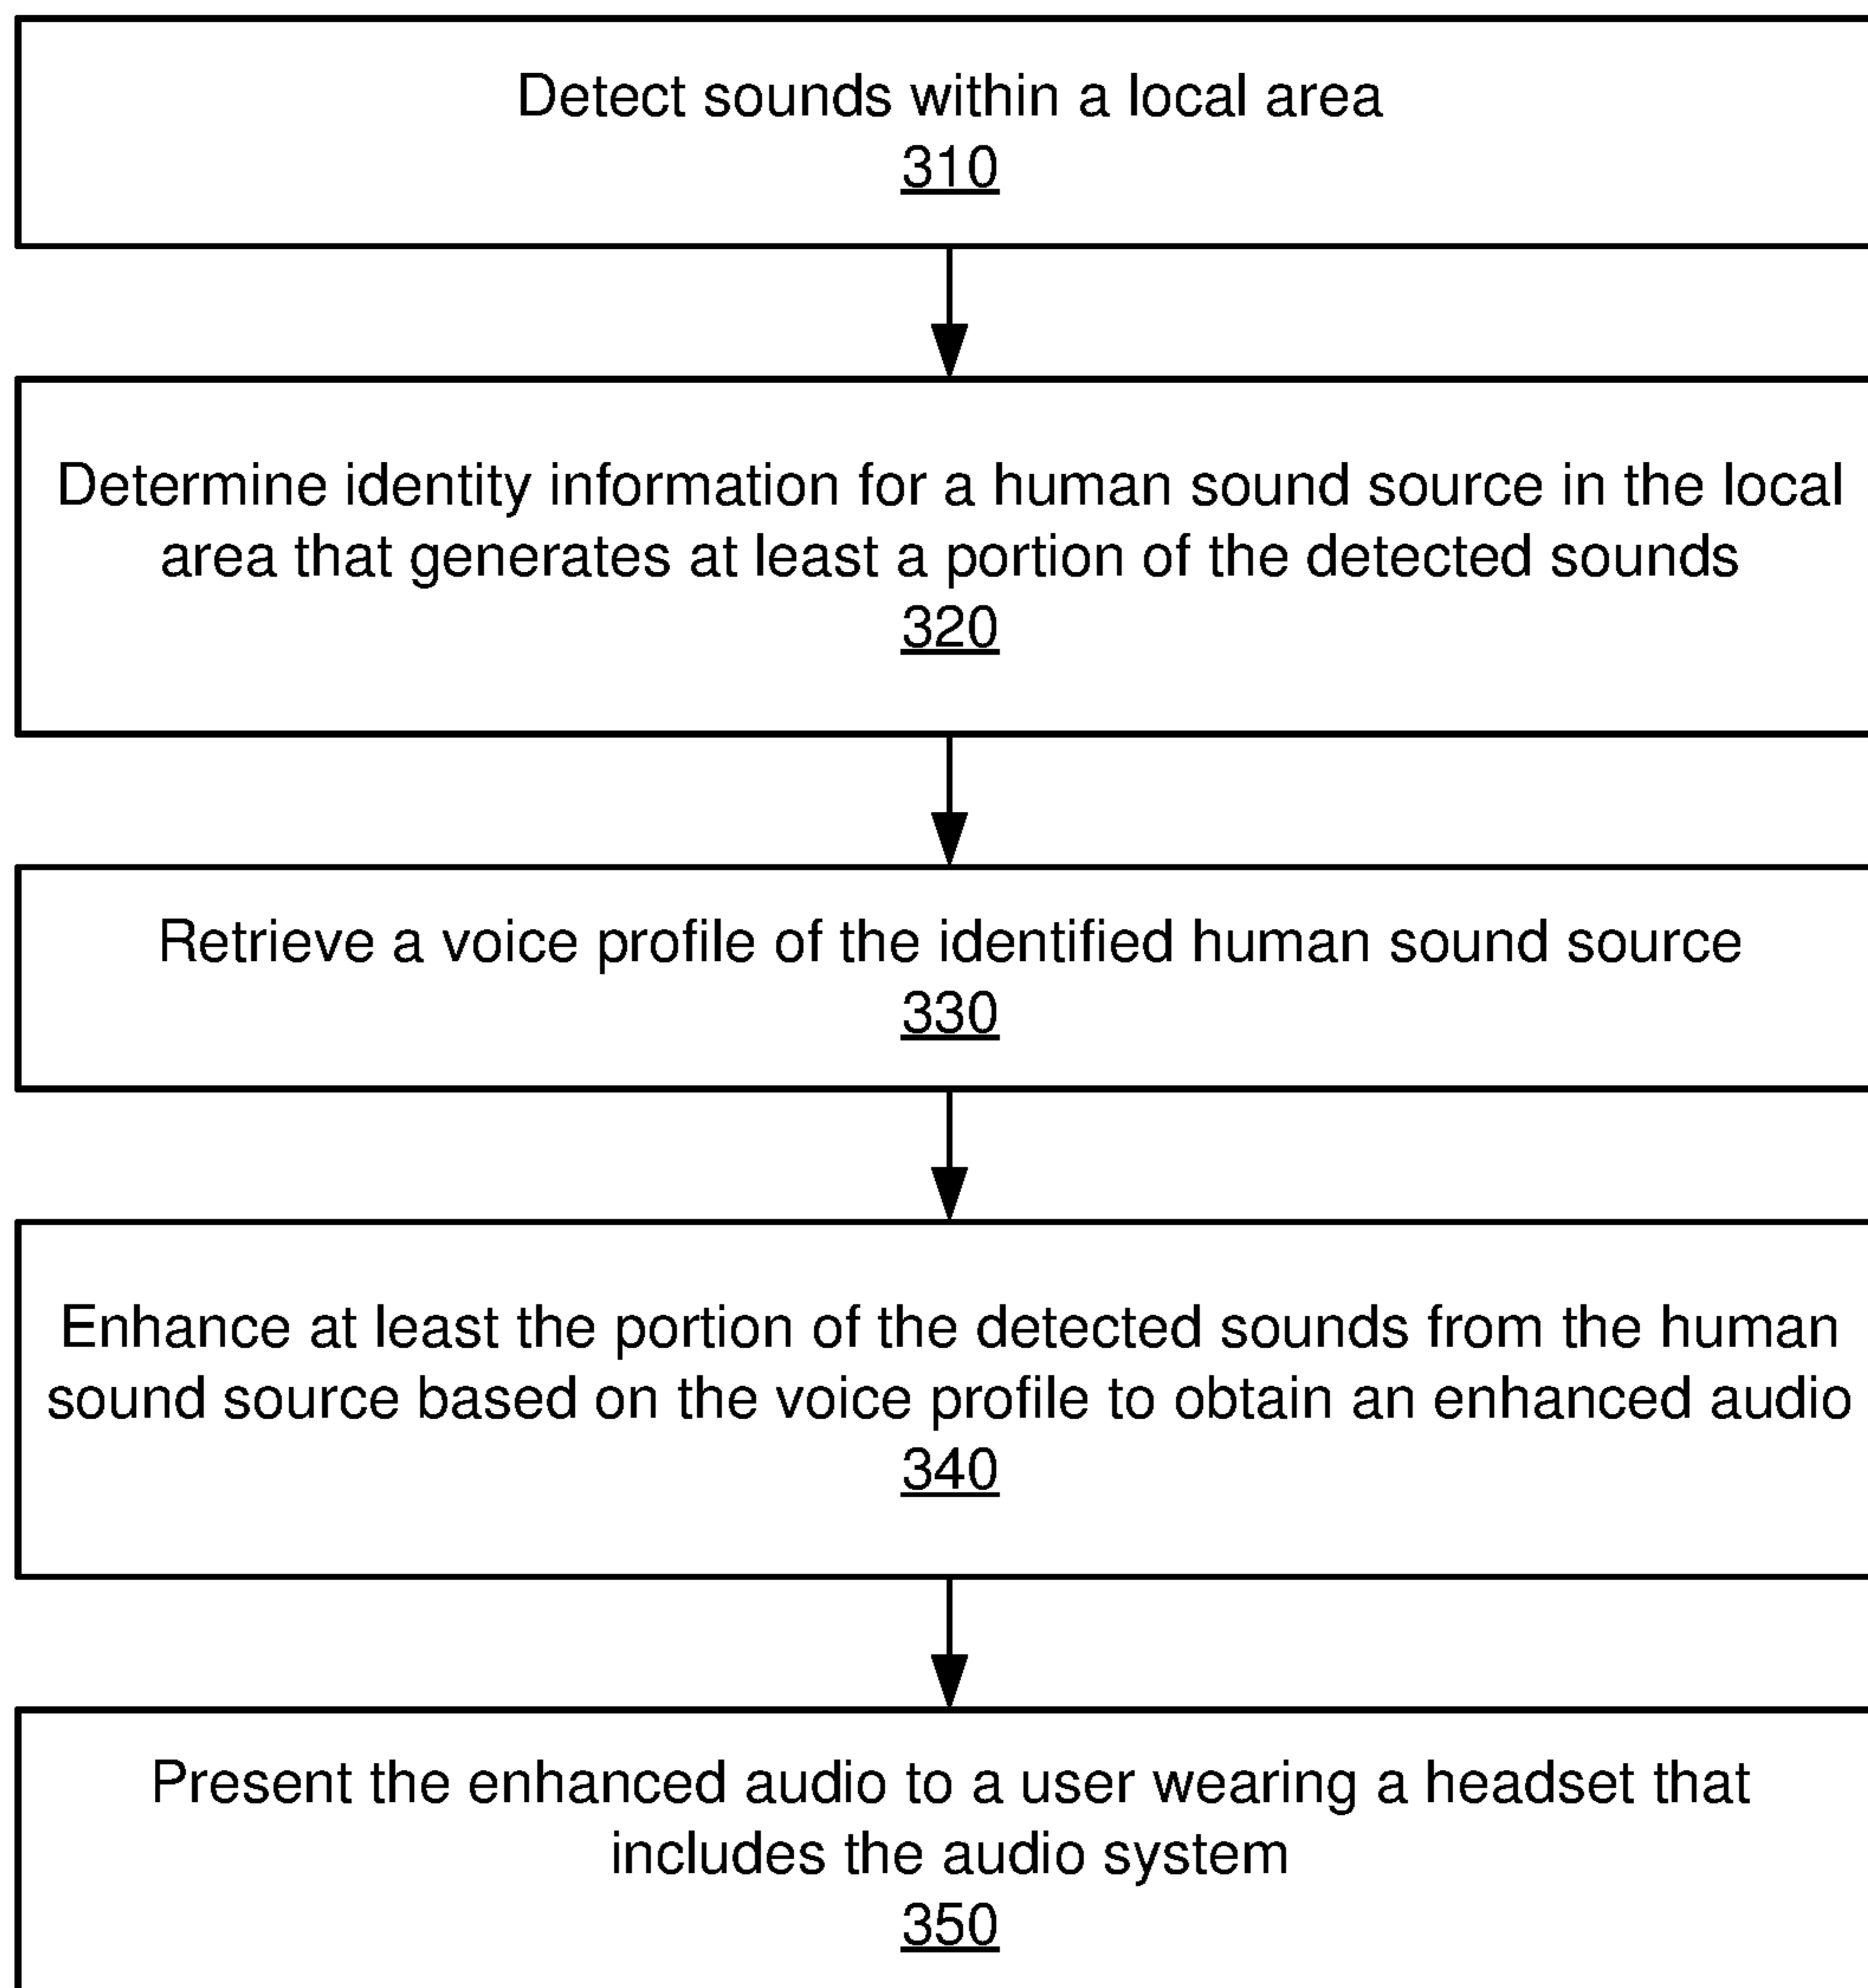 Detect sounds within a local area
310
Determine identity information for a human sound source in the local
area that generates at least a portion of the detected sounds
320
Retrieve a voice profile of the identified human sound source
330
Enhance at least the portion of the detected sounds from the human
sound source based on the voice profile to obtain an enhanced audio
340
Present the enhanced audio to a user wearing a headset that
includes the audio system
350